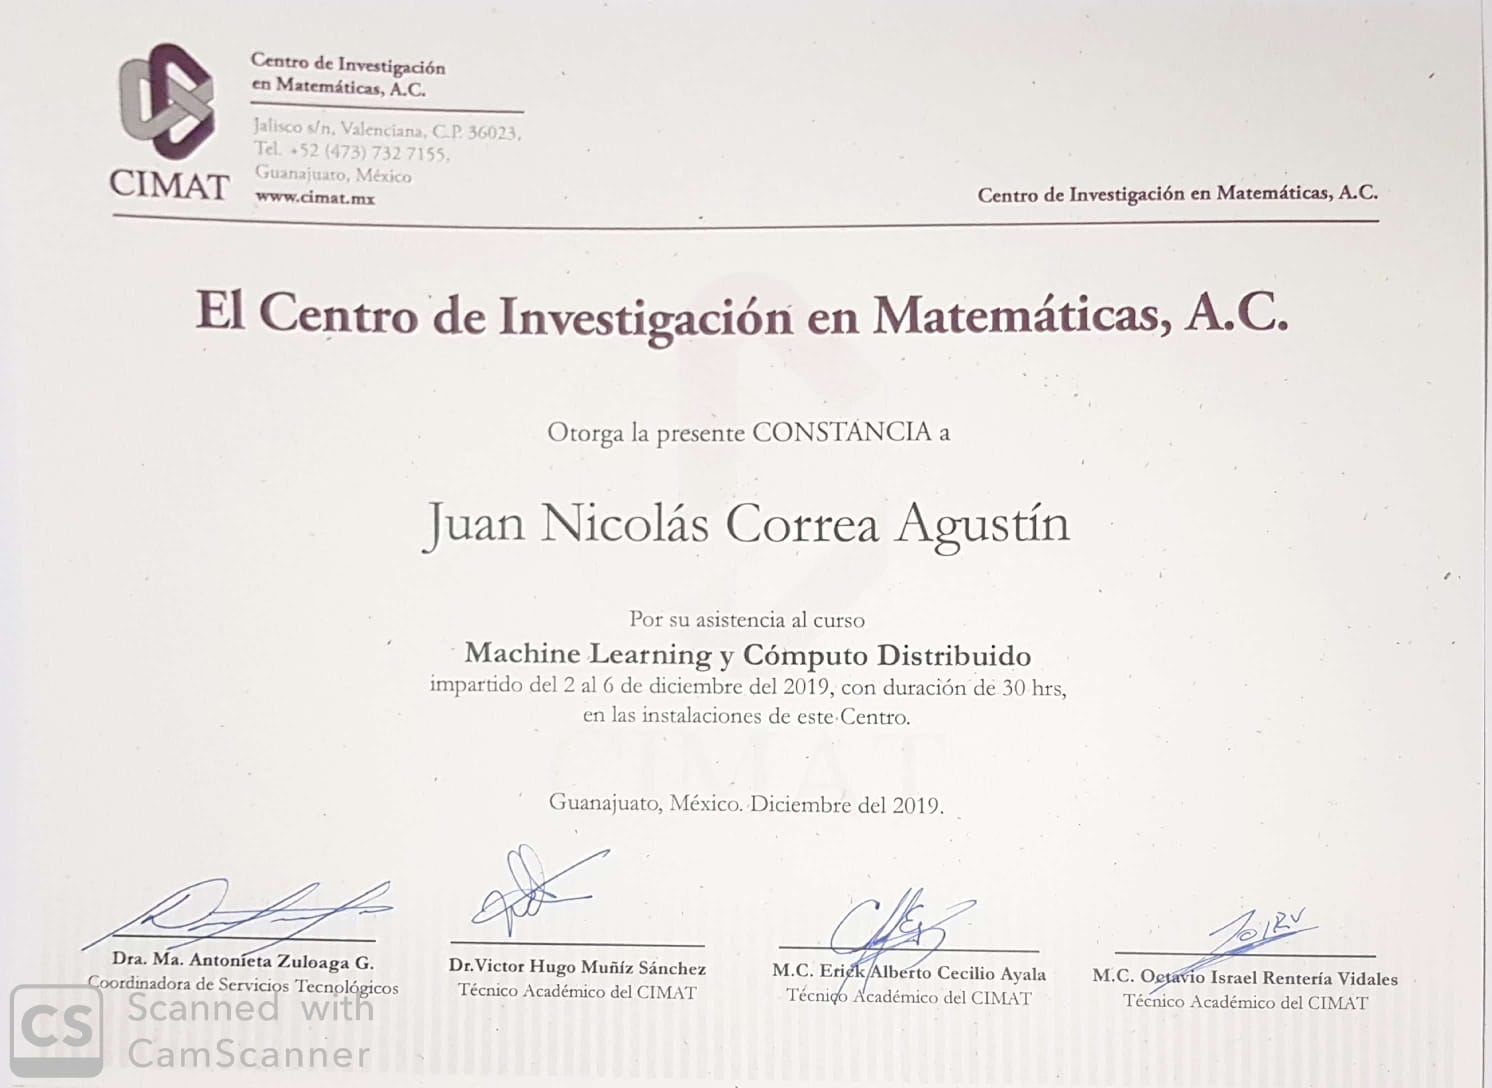 Centro de Investigación
en Matemáticas, A.C.
Jalisco s/n, Valenciana, C.P. 36023,
Tel. +52 (473) 732 7155,
Guanajuato, México
www.cimat.mx
CIMAT
Centro de Investigación en Matemáticas, A.C.
El Centro de Investigación en Matemáticas, A.C.
Otorga la presente CONSTANCIA a
Juan Nicolás Correa Agustín
Por su asistencia al curso
Machine Learning y Cómputo Distribuido
impartido del 2 al 6 de diciembre del 2019, con duración de 30 hrs,
en las instalaciones de este Centro.
CIMAT
Guanajuato, México. Diciembre del 2019.
Dra. Ma. Antonieta Zuloaga G.
Coordinadora de Servicios Tecnológicos
Dr. Victor Hugo Muñíz Sánchez
Técnico Académico del CIMAT
M.C. Erick Alberto Cecilio Ayala
Técnico Académico del CIMAT
M.C. Octavio Israel Rentería Vidales
Técnico Académico del CIMAT
CS
Scanned with
CamScanner